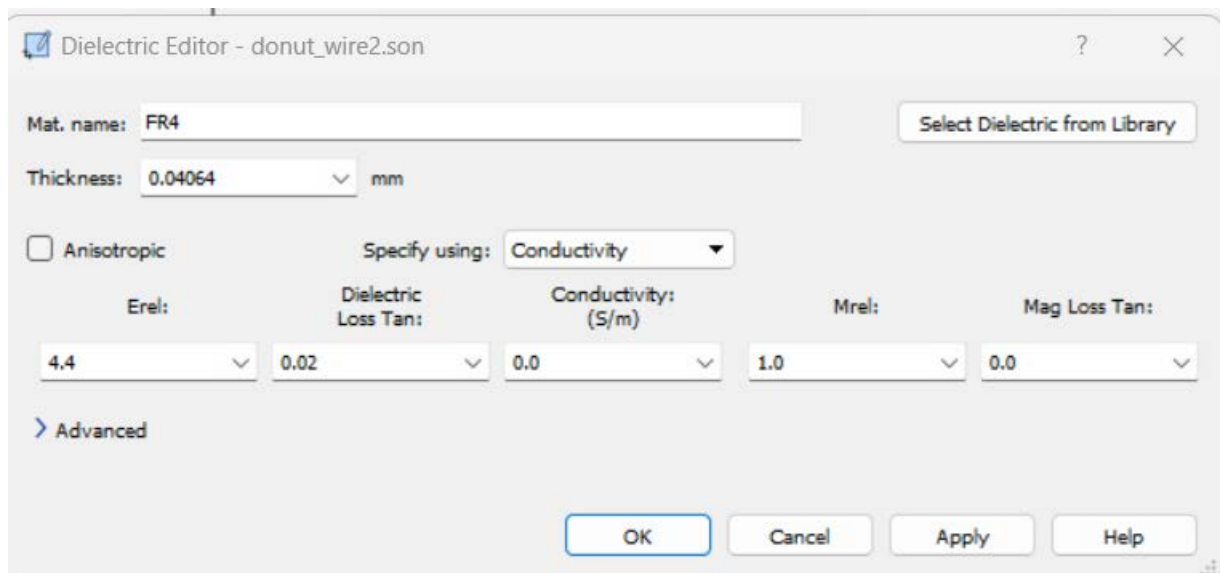 Dielectric Editor - donut_wire2.son ?
Mat. name: FR4 Select Dielectric from Library
Thickness: 0.04064 mm
Anisotropic Specify using: Conductivity
Erel: Dielectric Loss Tan: Conductivity: (S/m) Mrel: Mag Loss Tan:
4.4 0.02 0.0 1.0 0.0
Advanced
OK Cancel Apply Help